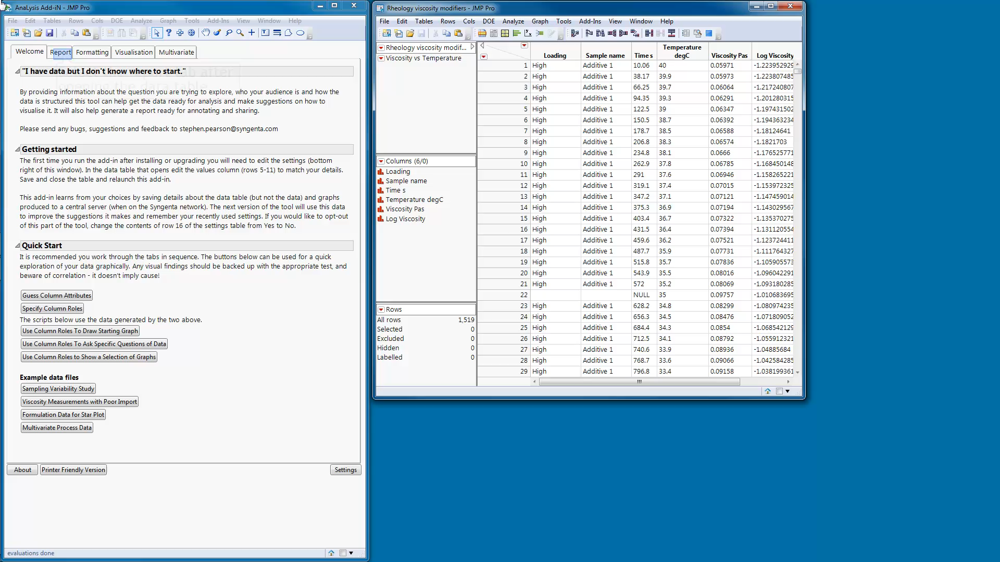 AnaLysis Add-iN - JMP Pro
File Edit Tables Rows Cols DOE Analyze Graph Tools Add-Ins View Window Help
Welcome Report Formatting Visualisation Multivariate
"I have data but I don't know where to start."
By providing information about the question you are trying to explore, who your audience is and how the
data is structured this tool can help get the data ready for analysis and make suggestions on how to
visualise it. It will also help generate a report ready for annotating and sharing.
Please send any bugs, suggestions and feedback to stephen.pearson@syngenta.com
Getting started
The first time you run the add-in after installing or upgrading you will need to edit the settings (bottom
right of this window). In the data table that opens edit the values column (rows 5-11) to match your details.
Save and close the table and relaunch this add-in.
This add-in learns from your choices by saving details about the data table (but not the data) and graphs
produced to a central server (when on the Syngenta network). The next version of the tool will use this data
to improve the suggestions it makes and remember your recently used settings. If you would like to opt-out
of this part of the tool, change the contents of row 16 of the settings table from Yes to No.
Quick Start
It is recommended you work through the tabs in sequence. The buttons below can be used for a quick
exploration of your data graphically. Any visual findings should be backed up with the appropriate test, and
beware of correlation - it doesn't imply cause!
Guess Column Attributes
Specify Column Roles
The scripts below use the data generated by the two above.
Use Column Roles To Draw Starting Graph
Use Column Roles To Ask Specific Questions of Data
Use Column Roles to Show a Selection of Graphs
Example data files
Sampling Variability Study
Viscosity Measurements with Poor Import
Formulation Data for Star Plot
Multivariate Process Data
About Printer Friendly Version Settings
evaluations done
Rheology viscosity modifiers - JMP Pro
File Edit Tables Rows Cols DOE Analyze Graph Tools Add-Ins View Window Help
Rheology viscosity modif...
Viscosity vs Temperature
Columns (6/0)
Loading
Sample name
Time s
Temperature degC
Viscosity Pas
Log Viscosity
Rows
All rows 1,519
Selected 0
Excluded 0
Hidden 0
Labelled 0
Loading Sample name Time s Temperature degC Viscosity Pas Log Viscosity
1 High Additive 1 10.06 40 0.05971 -1.223952929
2 High Additive 1 38.17 39.9 0.05973 -1.223807485
3 High Additive 1 66.25 39.7 0.06064 -1.217240807
4 High Additive 1 94.35 39.3 0.06291 -1.201280315
5 High Additive 1 122.5 39 0.06347 -1.197431502
6 High Additive 1 150.5 38.7 0.06392 -1.194363234
7 High Additive 1 178.7 38.5 0.06588 -1.18124641
8 High Additive 1 206.8 38.3 0.06574 -1.1821703
9 High Additive 1 234.8 38.1 0.0666 -1.176525771
10 High Additive 1 262.9 37.8 0.06785 -1.168450148
11 High Additive 1 291 37.6 0.06946 -1.158265221
12 High Additive 1 319.1 37.4 0.07015 -1.153972325
13 High Additive 1 347.2 37.1 0.07121 -1.147459014
14 High Additive 1 375.3 36.9 0.07194 -1.143029567
15 High Additive 1 403.4 36.7 0.07322 -1.135370275
16 High Additive 1 431.5 36.4 0.07394 -1.131120554
17 High Additive 1 459.6 36.2 0.07521 -1.123724411
18 High Additive 1 487.7 35.9 0.07731 -1.111764327
19 High Additive 1 515.8 35.7 0.07836 -1.105905573
20 High Additive 1 543.9 35.5 0.08016 -1.096042291
21 High Additive 1 572 35.2 0.08069 -1.093180285
22 NULL 35 0.09757 -1.010683695
23 High Additive 1 628.2 34.8 0.08299 -1.080974235
24 High Additive 1 656.3 34.5 0.08476 -1.071809052
25 High Additive 1 684.4 34.3 0.0854 -1.068542129
26 High Additive 1 712.5 34.1 0.08792 -1.055912321
27 High Additive 1 740.6 33.9 0.08936 -1.04885684
28 High Additive 1 768.7 33.6 0.09066 -1.042584285
29 High Additive 1 796.8 33.4 0.09158 -1.038199361